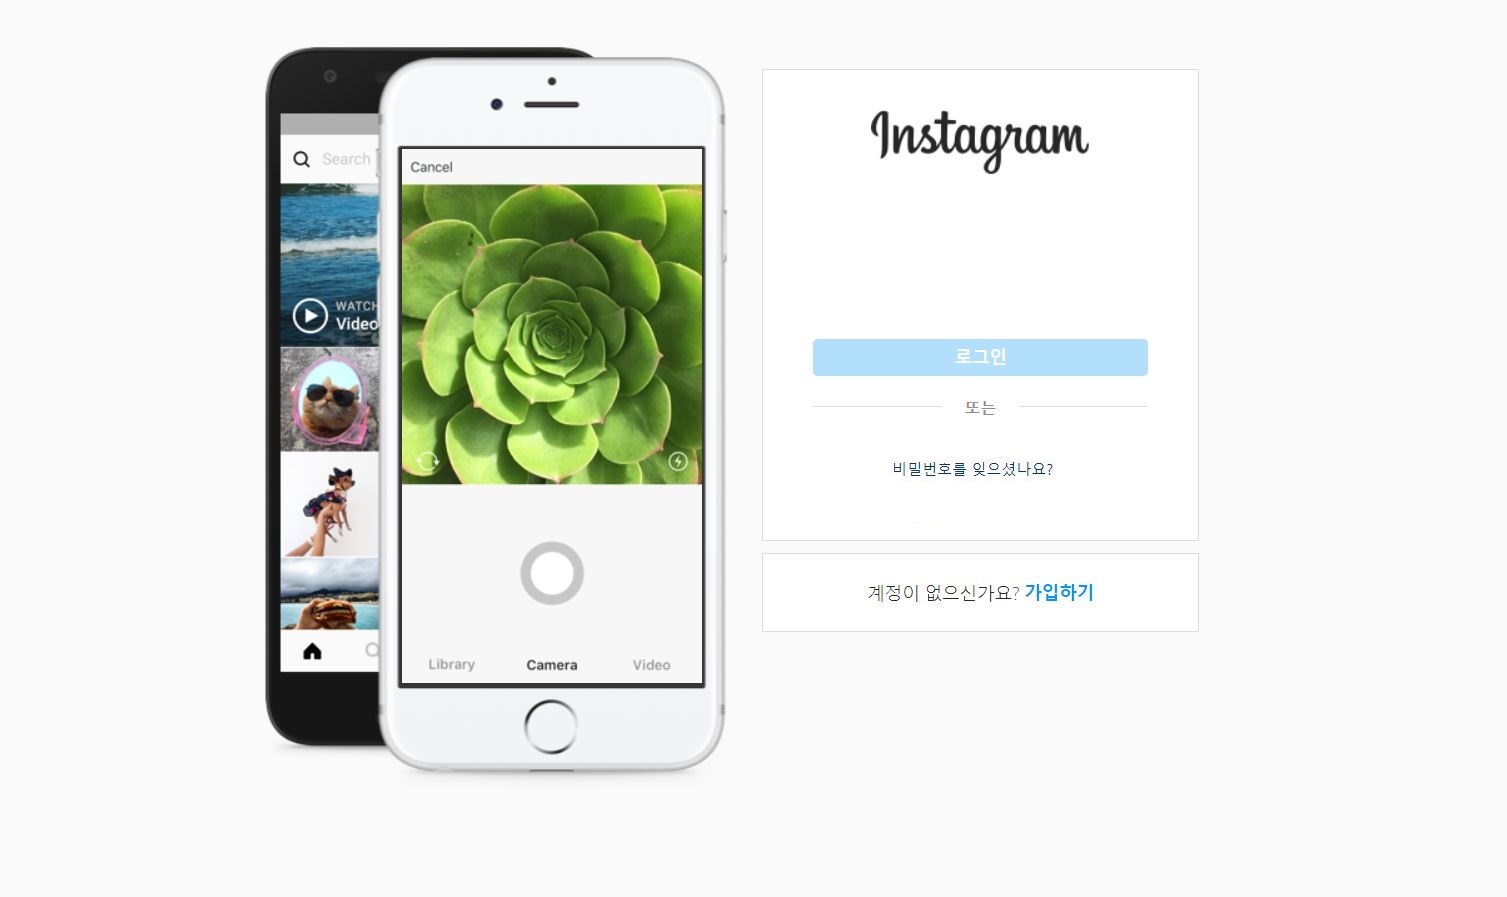 Search
WATCH
Video
Cancel
Library
Camera
Video
Instagram
로그인
또는
비밀번호를 잊으셨나요?
계정이 없으신가요? 가입하기